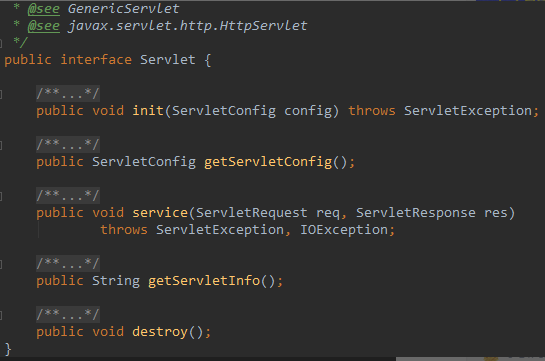 * @see GenericServlet
* @see javax.servlet.http.HttpServlet
*/
public interface Servlet {
/**...*/
public void init(ServletConfig config) throws ServletException;
/**...*/
public ServletConfig getServletConfig();
/**...*/
public void service(ServletRequest req, ServletResponse res)
throws ServletException, IOException;
/**...*/
public String getServletInfo();
/**...*/
public void destroy();
}